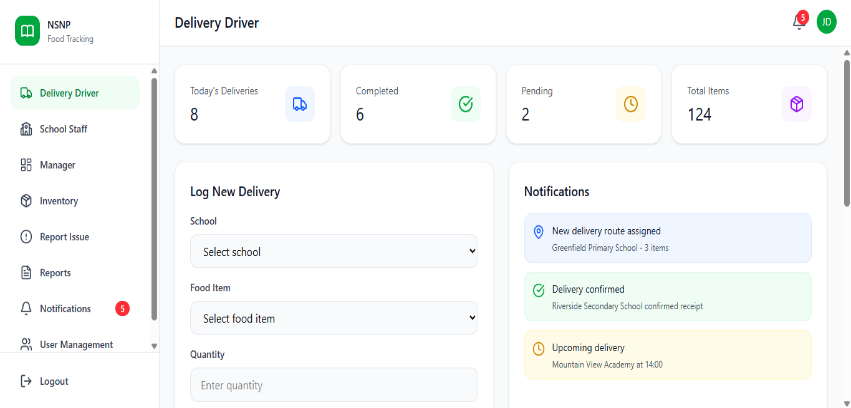 NSNP
Food Tracking
Delivery Driver
School Staff
Manager
Inventory
Report Issue
Reports
Notifications 5
User Management
Logout
Delivery Driver
5
JD
Today's Deliveries
8
Completed
6
Pending
2
Total Items
124
Log New Delivery
School
Select school
Food Item
Select food item
Quantity
Enter quantity
Notifications
New delivery route assigned
Greenfield Primary School - 3 items
Delivery confirmed
Riverside Secondary School confirmed receipt
Upcoming delivery
Mountain View Academy at 14:00